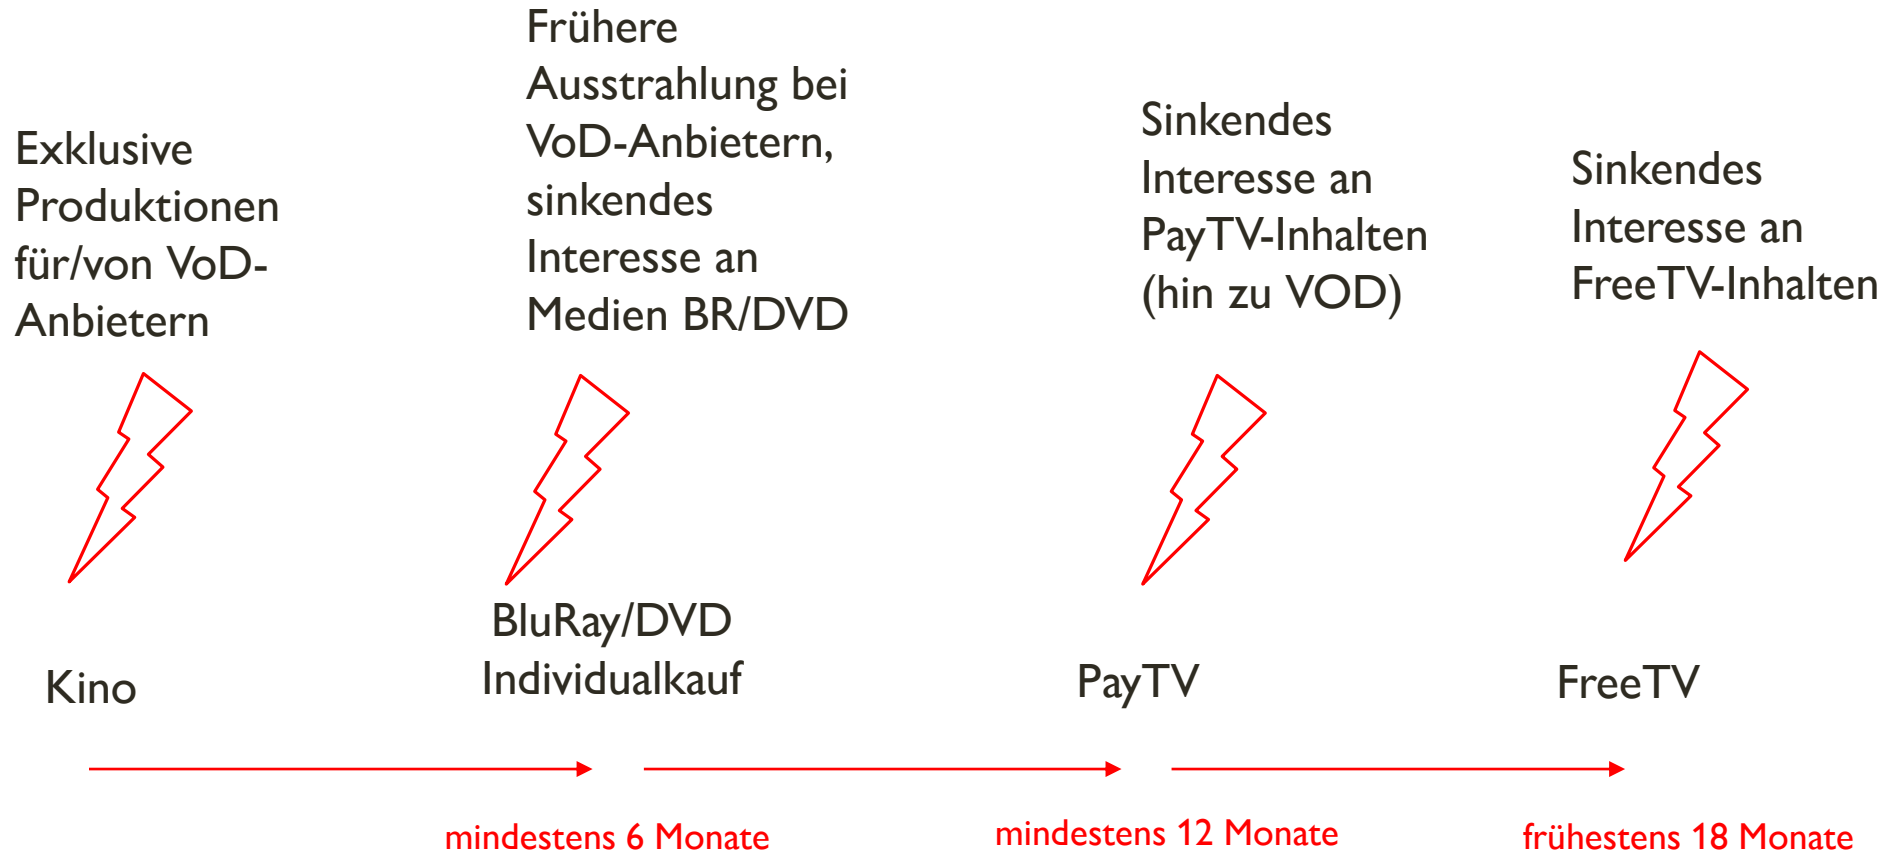 Exklusive
Produktionen
für/von VoD-
Anbietern
Frühere
Ausstrahlung bei
VoD-Anbietern,
sinkendes
Interesse an
Medien BR/DVD
Sinkendes
Interesse an
PayTV-Inhalten
(hin zu VOD)
Sinkendes
Interesse an
FreeTV-Inhalten
Kino
BluRay/DVD
Individualkauf
PayTV
FreeTV
mindestens 6 Monate
mindestens 12 Monate
frühestens 18 Monate